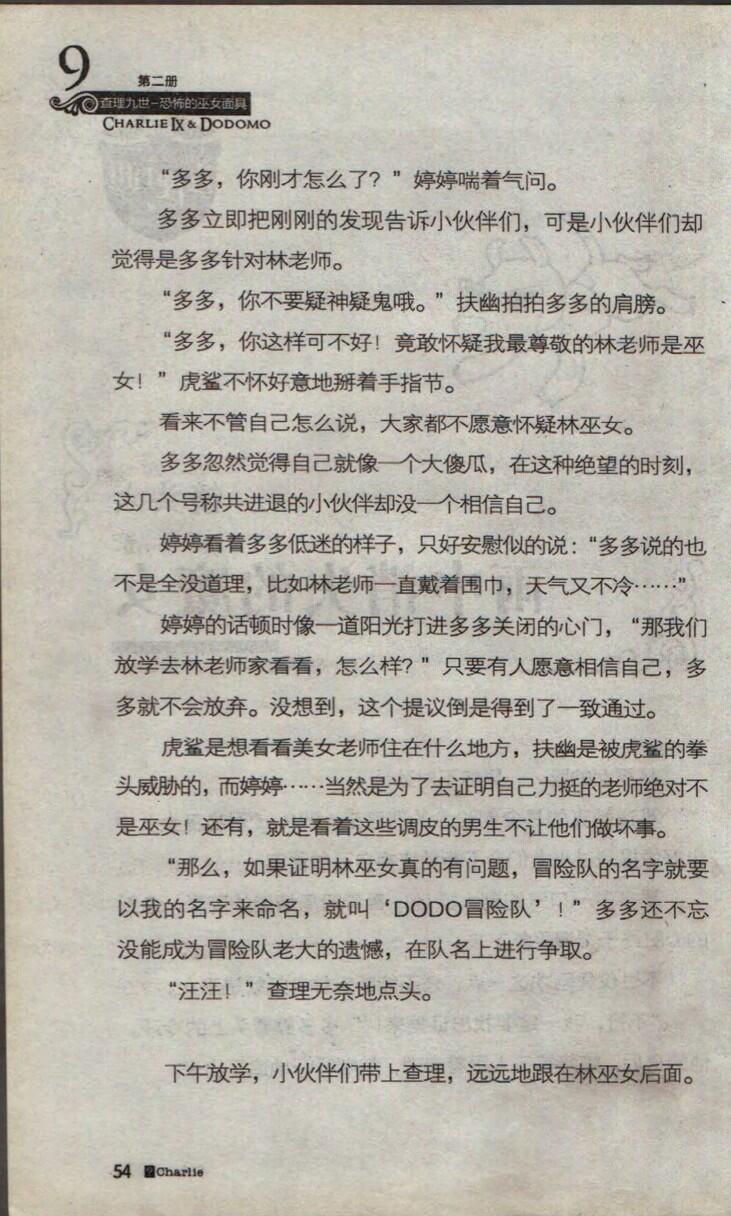 9
第二册
查理九世-恐怖的巫女面具
CHARLIE IX & DODOMO
“多多，你刚才怎么了？”婷婷喘着气问。
多多立即把刚刚的发现告诉小伙伴们，可是小伙伴们却
觉得是多多针对林老师。
“多多，你不要疑神疑鬼哦。”扶幽拍拍多多的肩膀。
“多多，你这样可不好！竟敢怀疑我最尊敬的林老师是巫
女！”虎鲨不怀好意地掰着手指节。
看来不管自己怎么说，大家都不愿意怀疑林巫女。
多多忽然觉得自己就像一个大傻瓜，在这种绝望的时刻，
这几个号称共进退的小伙伴却没一个相信自己。
婷婷看着多多低迷的样子，只好安慰似的说：“多多说的也
不是全没道理，比如林老师一直戴着围巾，天气又不冷……”
婷婷的话顿时像一道阳光打进多多关闭的心门，“那我们
放学去林老师家看看，怎么样？”只要有人愿意相信自己，多
多就不会放弃。没想到，这个提议倒是得到了一致通过。
虎鲨是想看看美女老师住在什么地方，扶幽是被虎鲨的拳
头威胁的，而婷婷……当然是为了去证明自己力挺的老师绝对不
是巫女！还有，就是看着这些调皮的男生不让他们做坏事。
“那么，如果证明林巫女真的有问题，冒险队的名字就要
以我的名字来命名，就叫‘DODO冒险队’！”多多还不忘
没能成为冒险队老大的遗憾，在队名上进行争取。
“汪汪！”查理无奈地点头。
下午放学，小伙伴们带上查理，远远地跟在林巫女后面。
54 Charlie